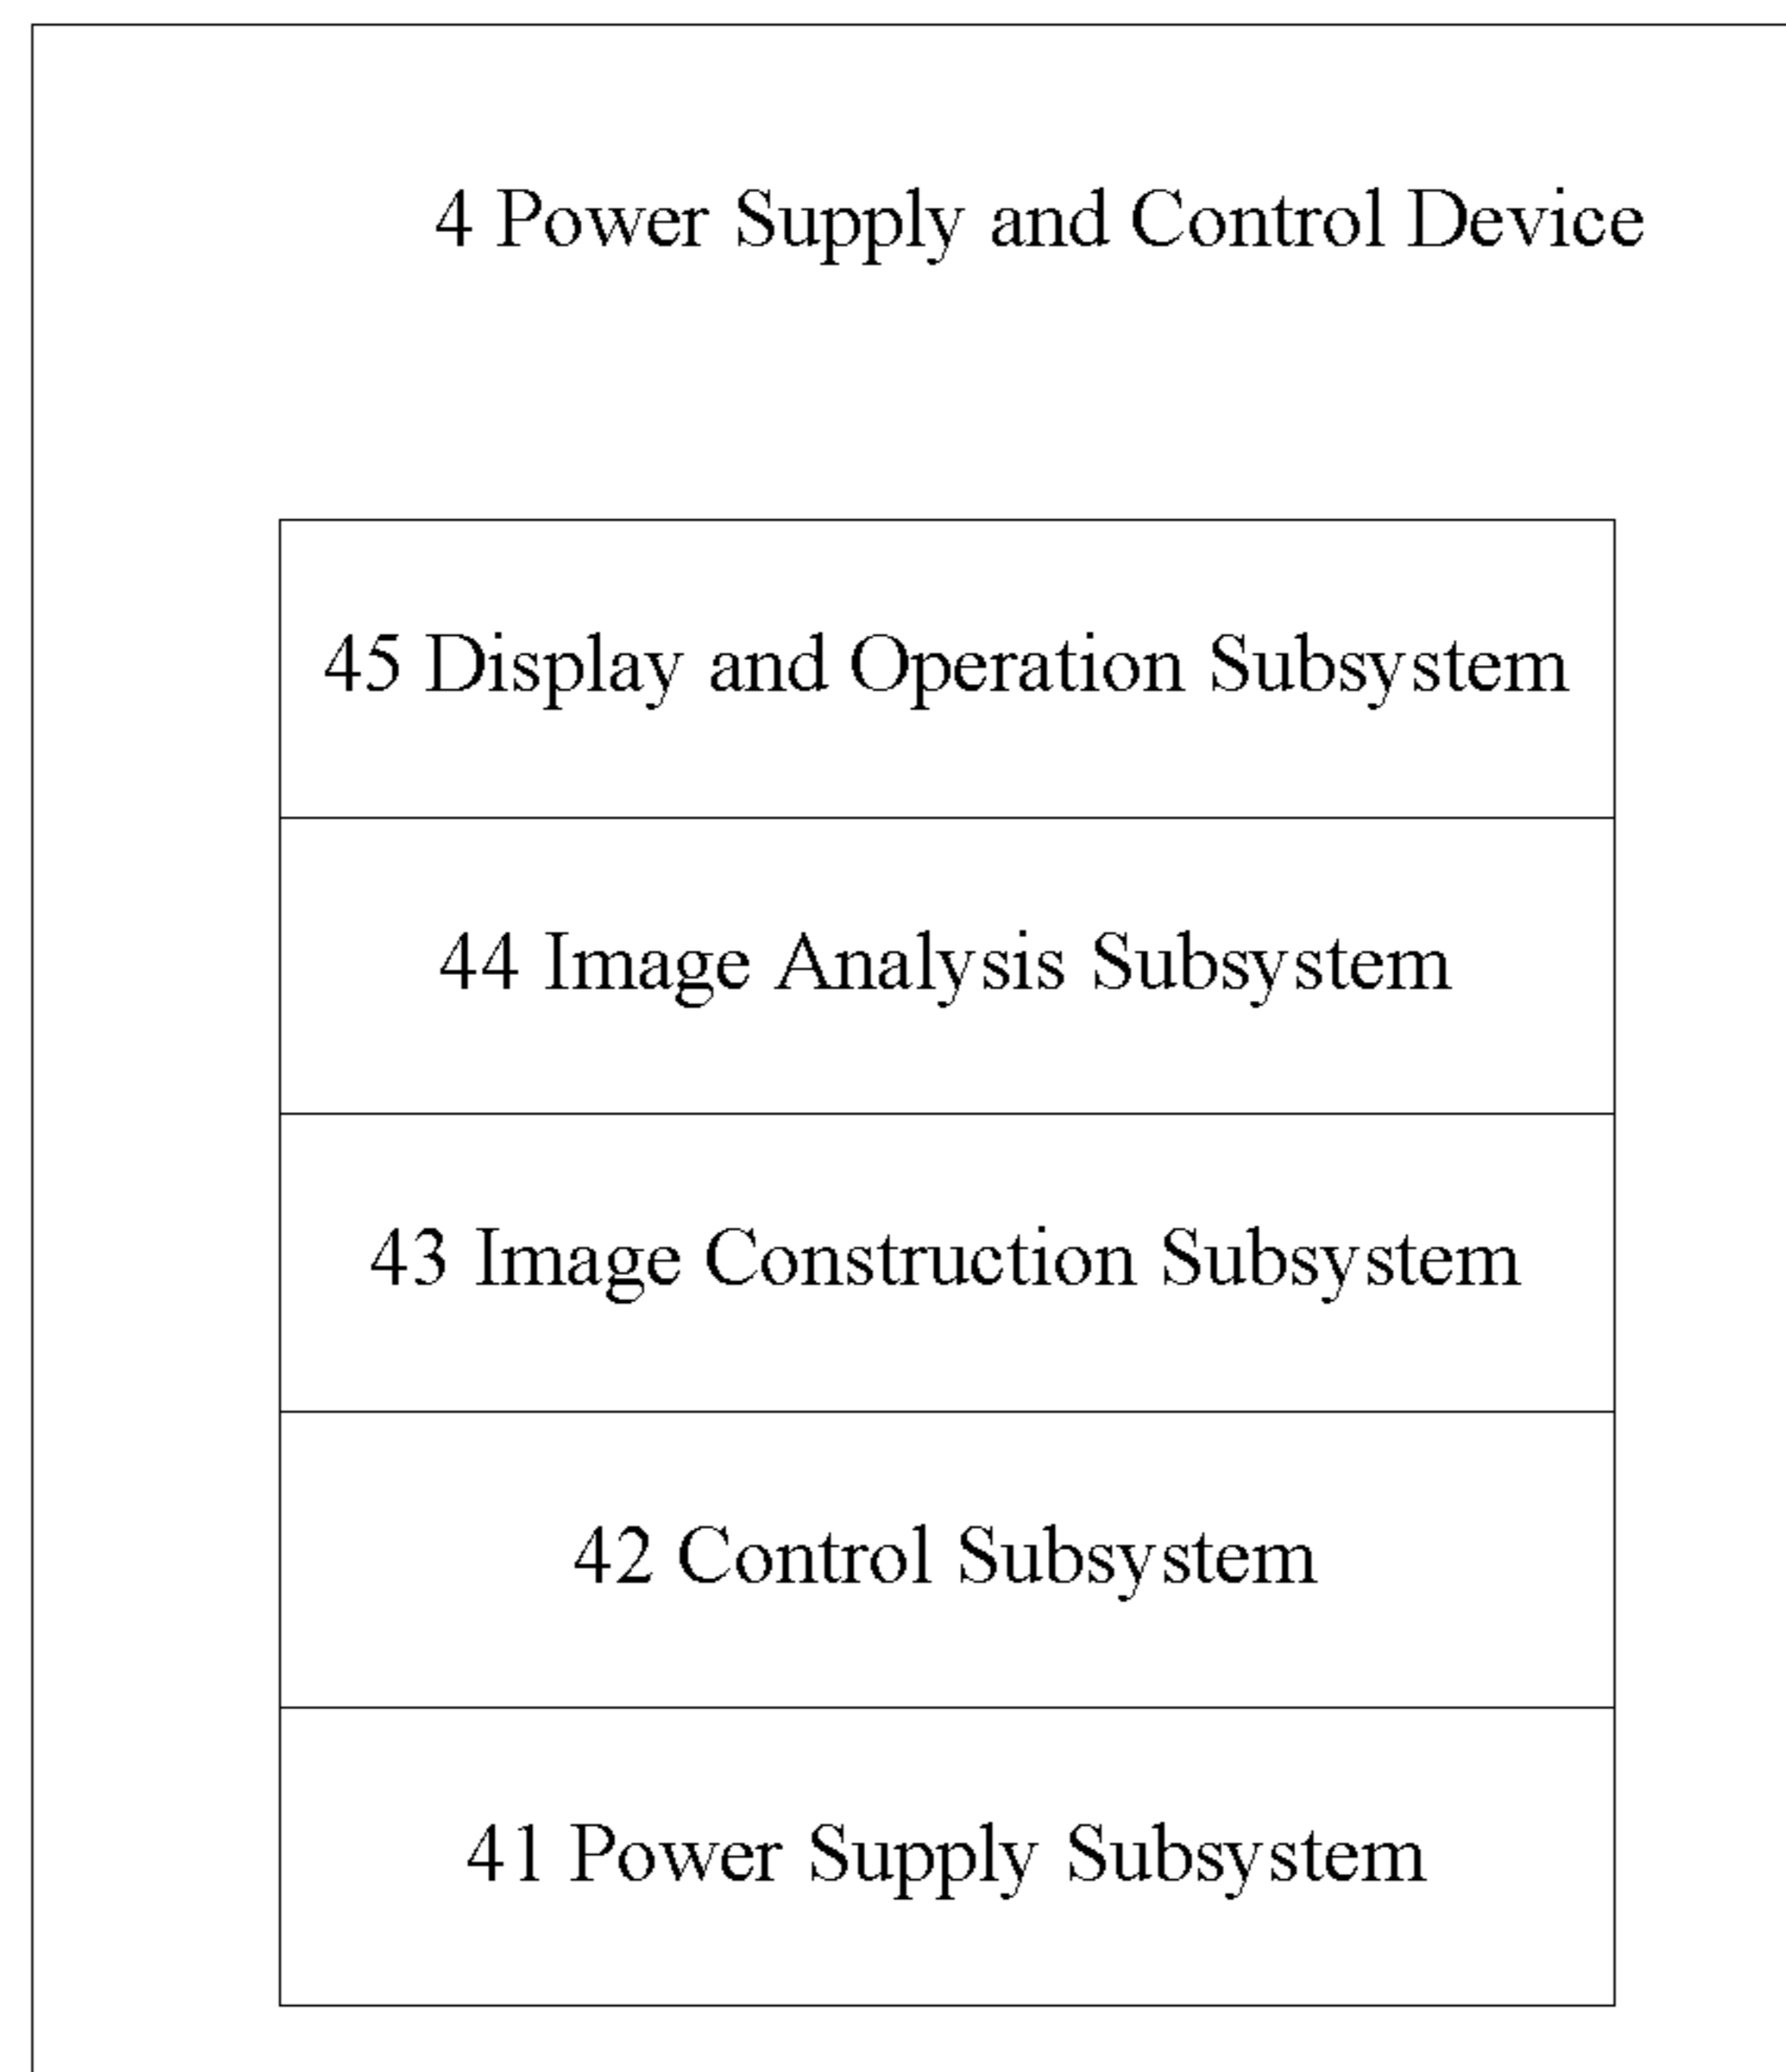 4 Power Supply and Control Device
45 Display and Operation Subsystem
44 Image Analysis Subsystem
43 Image Construction Subsystem
42 Control Subsystem
41 Power Supply Subsystem